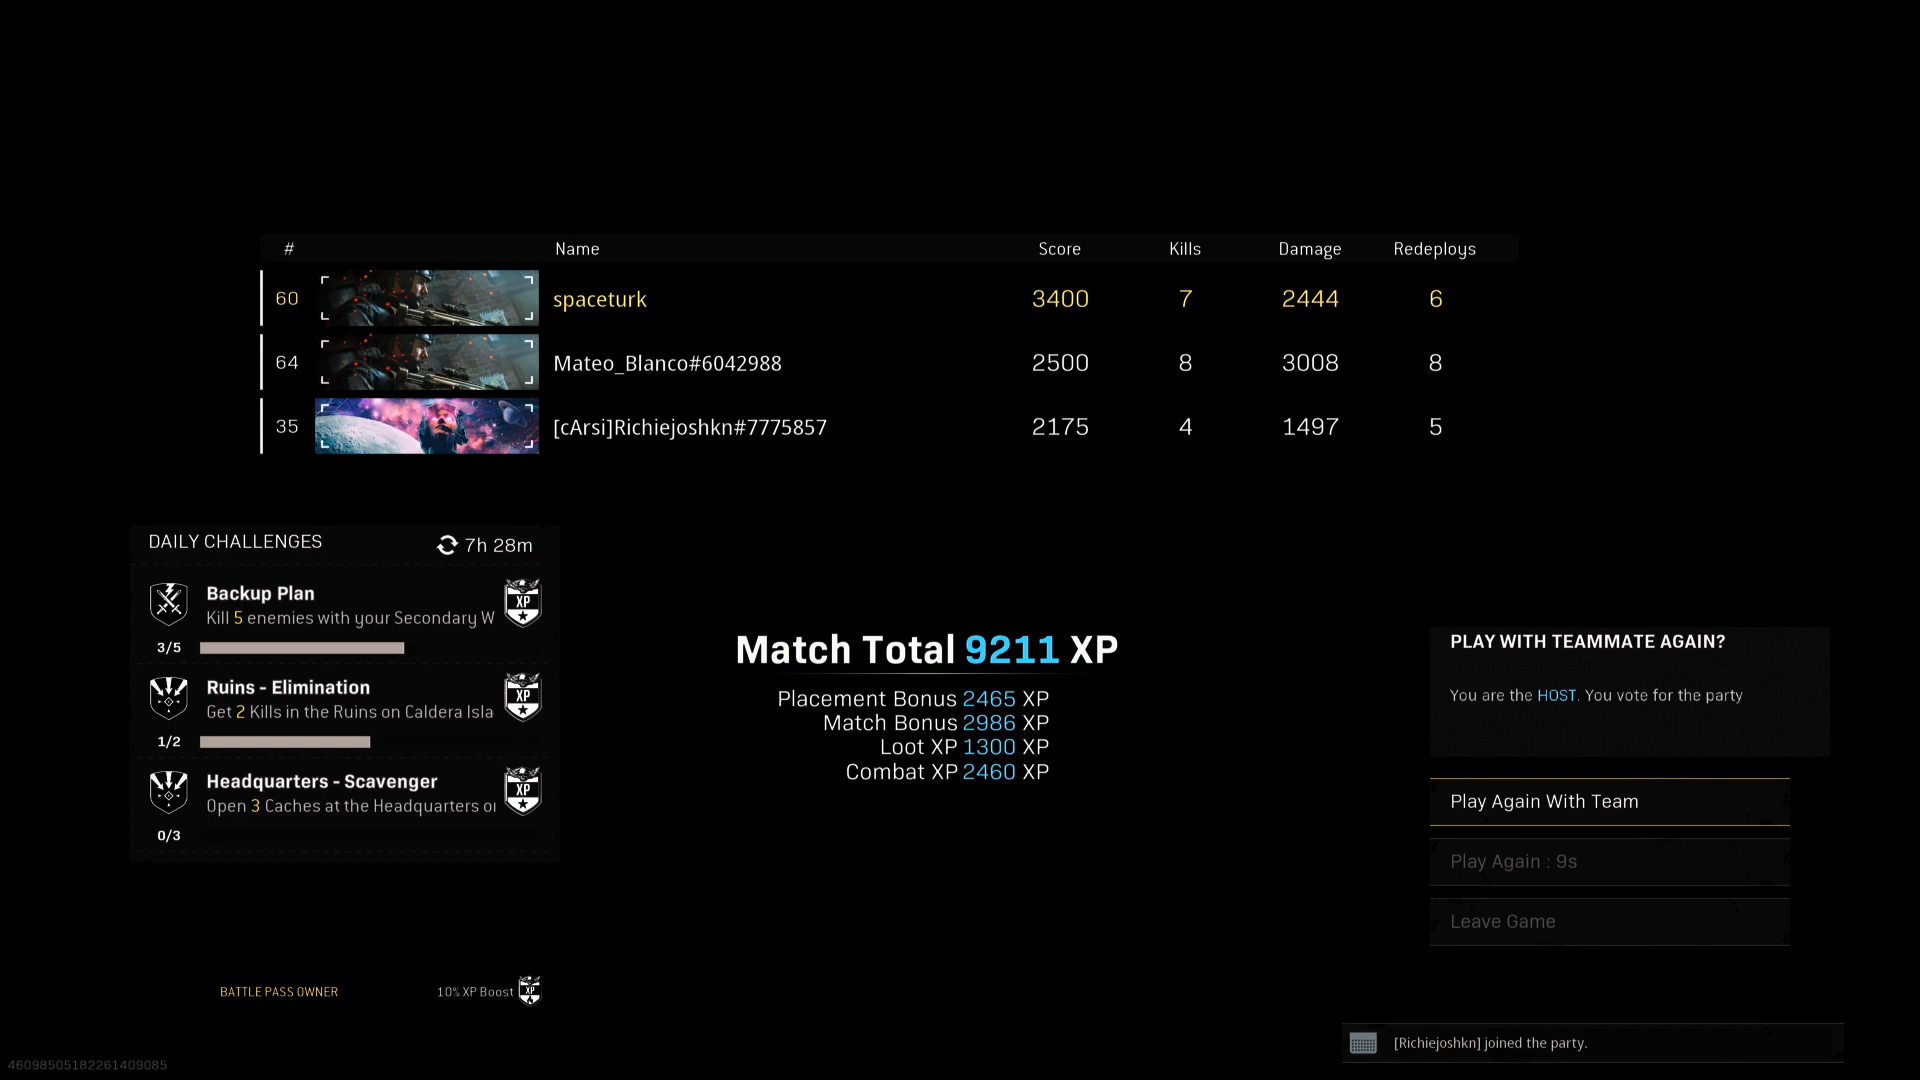 # Name Score Kills Damage Redeploys
60 spaceturk 3400 7 2444 6
64 Mateo_Blanco#6042988 2500 8 3008 8
35 [cArsi]Richiejoshkn#7775857 2175 4 1497 5
DAILY CHALLENGES 7h 28m
Backup Plan
Kill 5 enemies with your Secondary W
XP
3/5
Ruins - Elimination
Get 2 Kills in the Ruins on Caldera Isla
XP
1/2
Headquarters - Scavenger
Open 3 Caches at the Headquarters or
XP
0/3
BATTLE PASS OWNER 10% XP Boost XP
Match Total 9211 XP
Placement Bonus 2465 XP
Match Bonus 2986 XP
Loot XP 1300 XP
Combat XP 2460 XP
PLAY WITH TEAMMATE AGAIN?
You are the HOST. You vote for the party
Play Again With Team
Play Again : 9s
Leave Game
[Richiejoshkn] joined the party.
46098505182261409085